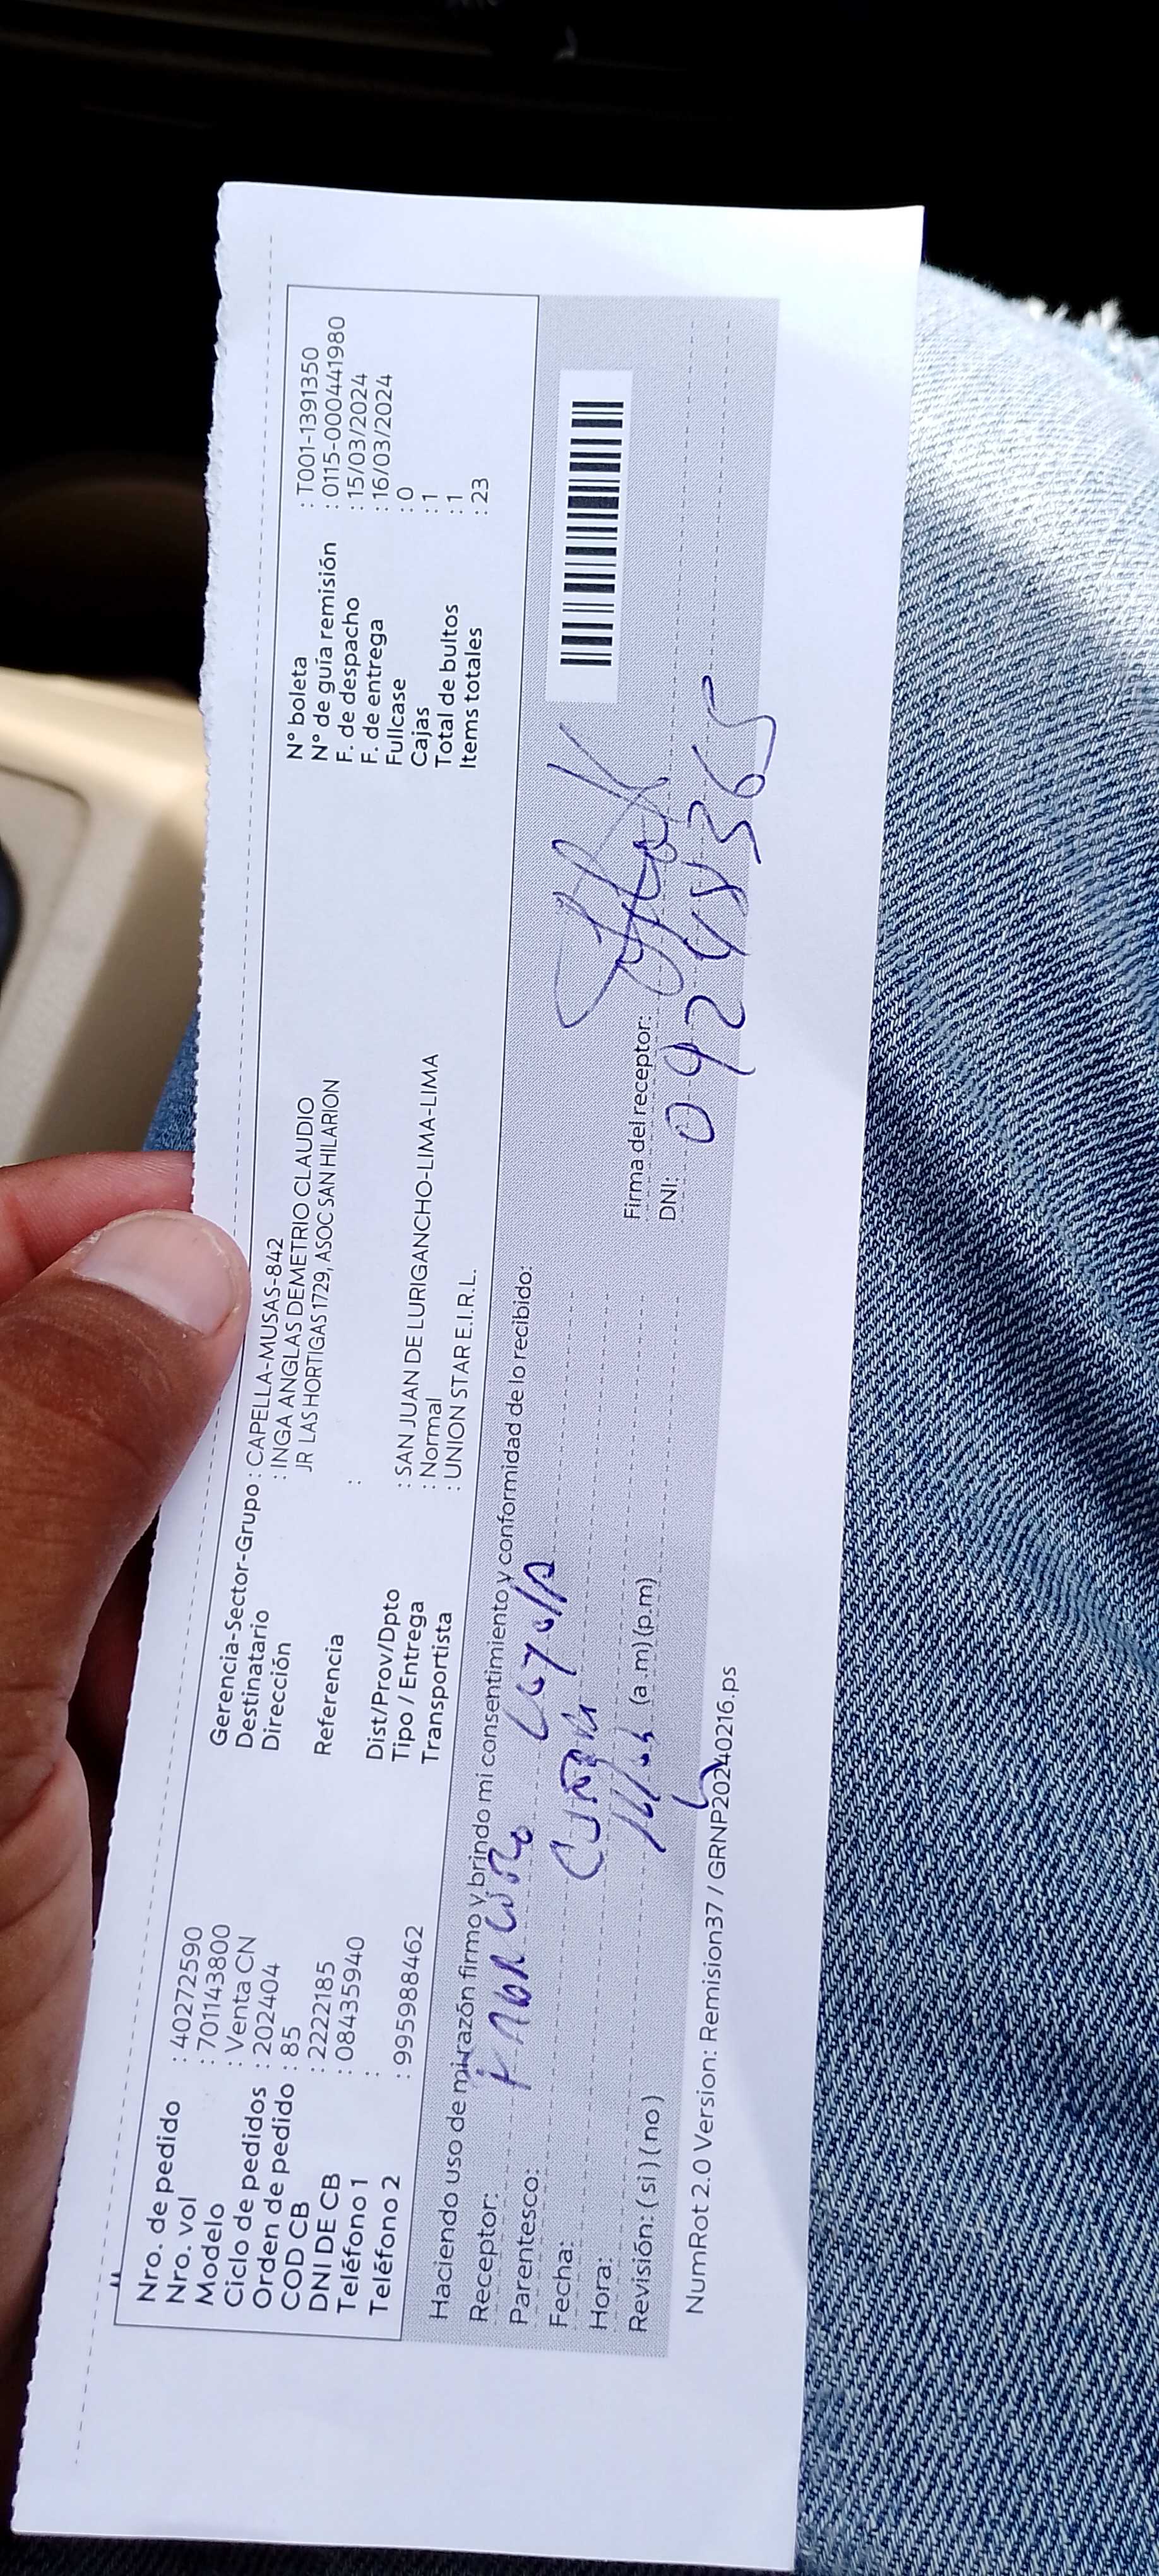 Nro. de pedido : 40272590
Nro. vol : 701143800
Modelo : Venta CN
Ciclo de pedidos : 202404
Orden de pedido : 85
COD CB : 2222185
DNI DE CB : 08435940
Teléfono 1 :
Teléfono 2 : 995988462
Gerencia-Sector-Grupo : CAPELLA-MUSAS-842
Destinatario : INGA ANGLAS DEMETRIO CLAUDIO
Dirección JR LAS HORTIGAS 1729, ASOC SAN HILARION
Referencia :
Dist/Prov/Dpto : SAN JUAN DE LURIGANCHO-LIMA-LIMA
Tipo / Entrega : Normal
Transportista : UNION STAR E.I.R.L.
N° boleta : T001-1391350
N° de guía remisión : 0115-0000441980
F. de despacho : 15/03/2024
F. de entrega : 16/03/2024
Fullcase : 0
Cajas : 1
Total de bultos : 1
Items totales : 23
Haciendo uso de mi razón firmo y brindo mi consentimiento y conformidad de lo recibido:
Receptor:
Parentesco:
Fecha:
Hora: (a.m) (p.m)
Revisión: ( si ) ( no )
Firma del receptor:
DNI: 09248365
NumRot 2.0 Version: Remision37 / GRNP20240216.ps